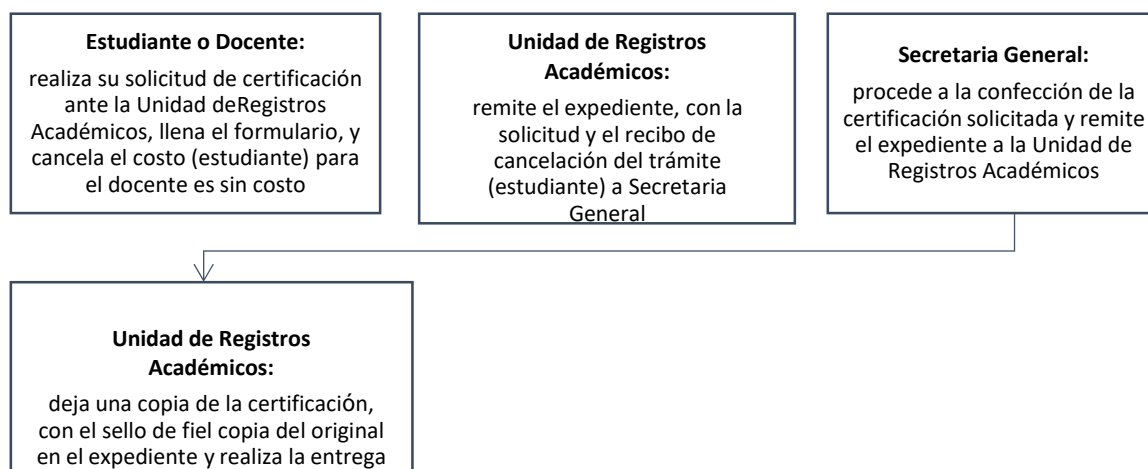 Estudiante o Docente:
realiza su solicitud de certificación
ante la Unidad deRegistros
Académicos, llena el formulario, y
cancela el costo (estudiante) para
el docente es sin costo
Unidad de Registros
Académicos:
remite el expediente, con la
solicitud y el recibo de
cancelación del trámite
(estudiante) a Secretaria
General
Secretaria General:
procede a la confección de la
certificación solicitada y remite
el expediente a la Unidad de
Registros Académicos
Unidad de Registros
Académicos:
deja una copia de la certificación,
con el sello de fiel copia del original
en el expediente y realiza la entrega